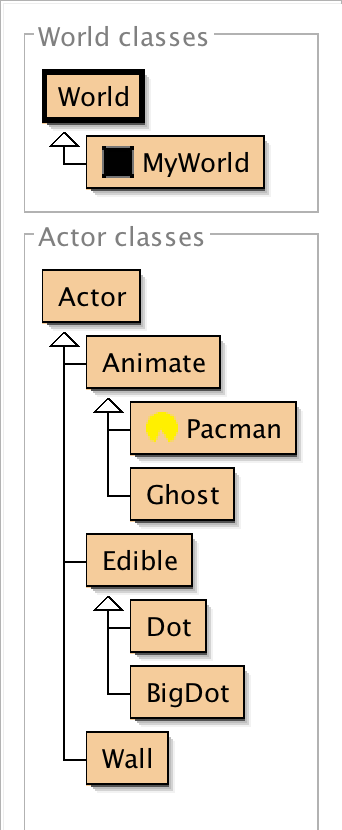 World classes
World
MyWorld
Actor classes
Actor
Animate
Pacman
Ghost
Edible
Dot
BigDot
Wall